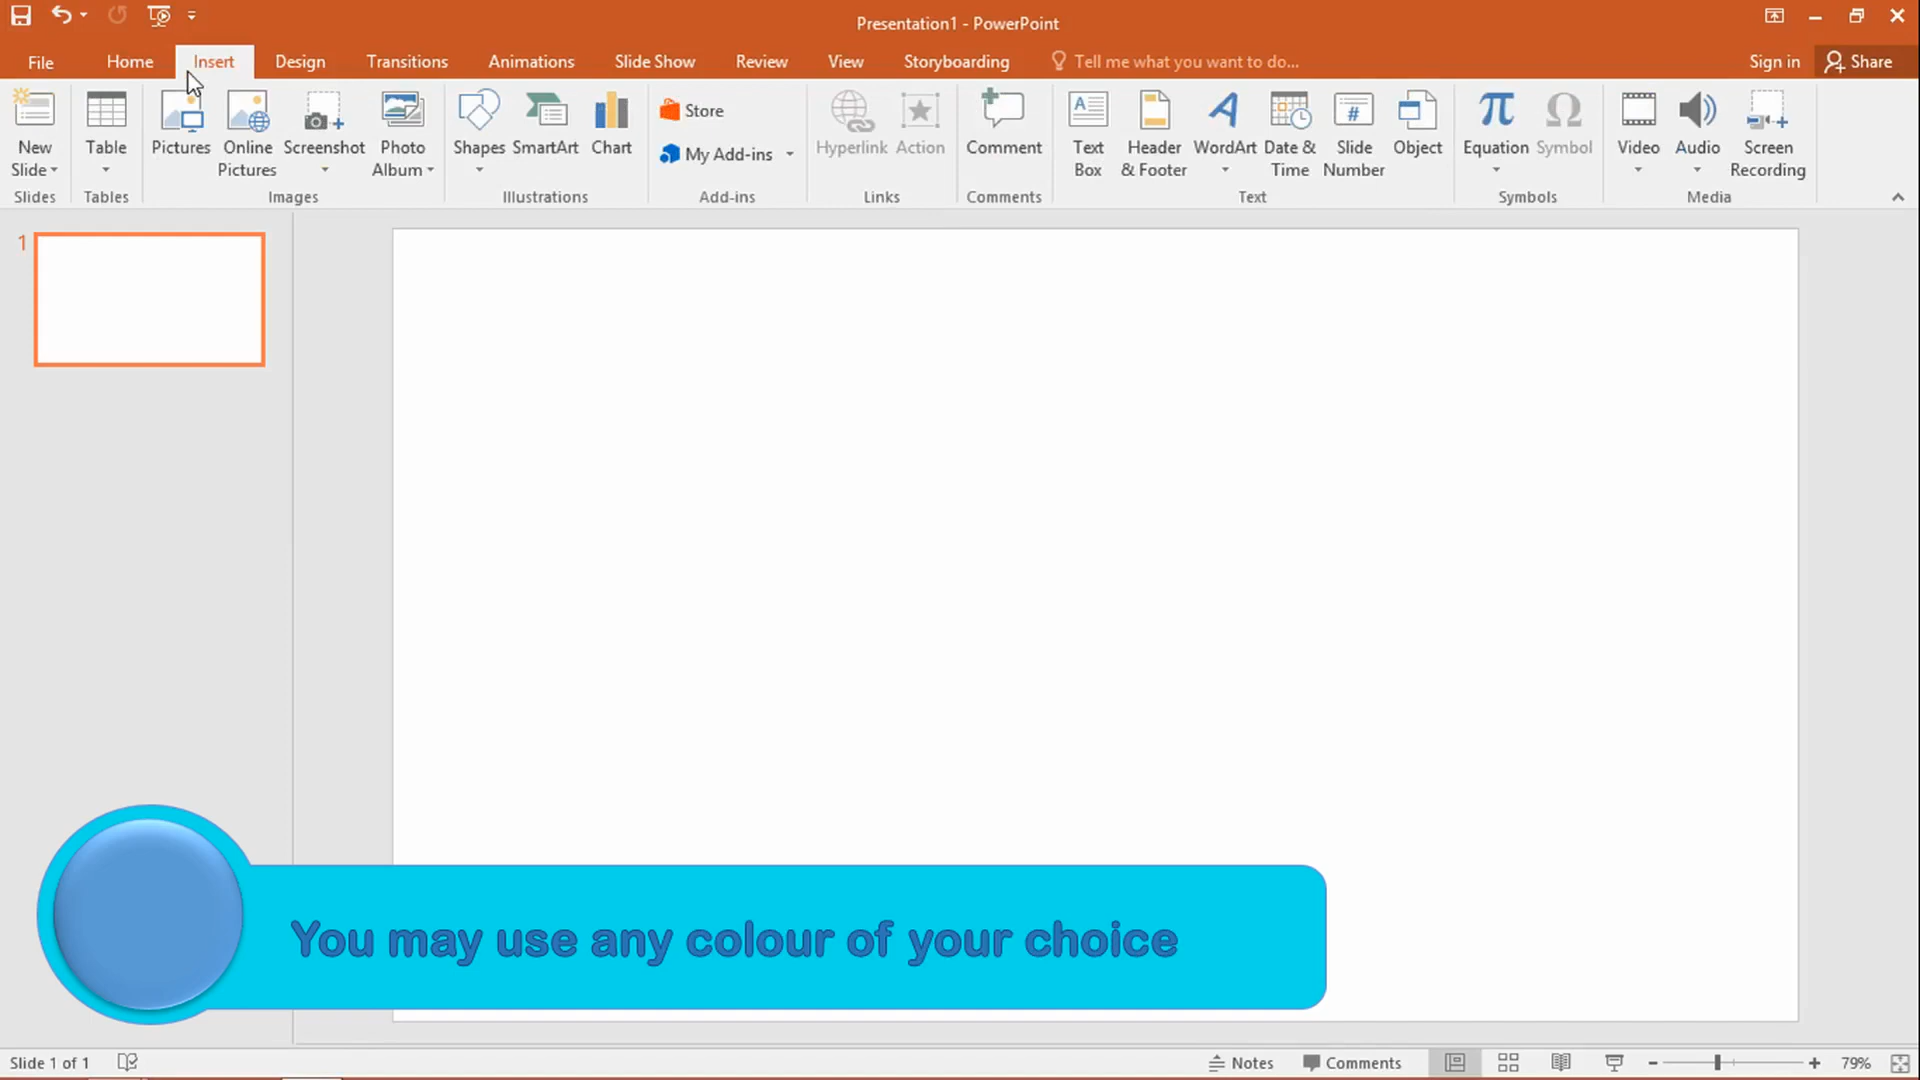 Presentation1 - PowerPoint
File Home Insert Design Transitions Animations Slide Show Review View Storyboarding Tell me what you want to do... Sign in Share
New Slide
Table
Pictures
Online Pictures
Screenshot
Photo Album
Shapes
SmartArt
Chart
Store
My Add-ins
Hyperlink
Action
Comment
Text Box
Header & Footer
WordArt
Date & Time
Slide Number
#
Object
Equation
π
Symbol
Ω
Video
Audio
Screen Recording
Slides Tables Images Illustrations Add-ins Links Comments Text Symbols Media
1
You may use any colour of your choice
Slide 1 of 1 Notes Comments 79%